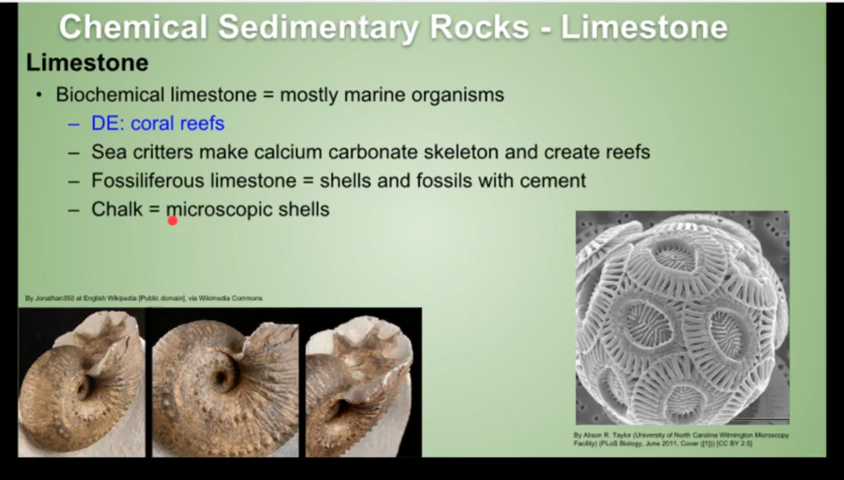 Chemical Sedimentary Rocks - Limestone
Limestone
• Biochemical limestone = mostly marine organisms
– DE: coral reefs
– Sea critters make calcium carbonate skeleton and create reefs
– Fossiliferous limestone = shells and fossils with cement
– Chalk = microscopic shells
By Jonathan350 at English Wikipedia [Public domain], via Wikimedia Commons
By Alison R. Taylor (University of North Carolina Wilmington Microscopy
Facility) (PLoS Biology, June 2011, Cover ([1])) [CC BY 2.5]